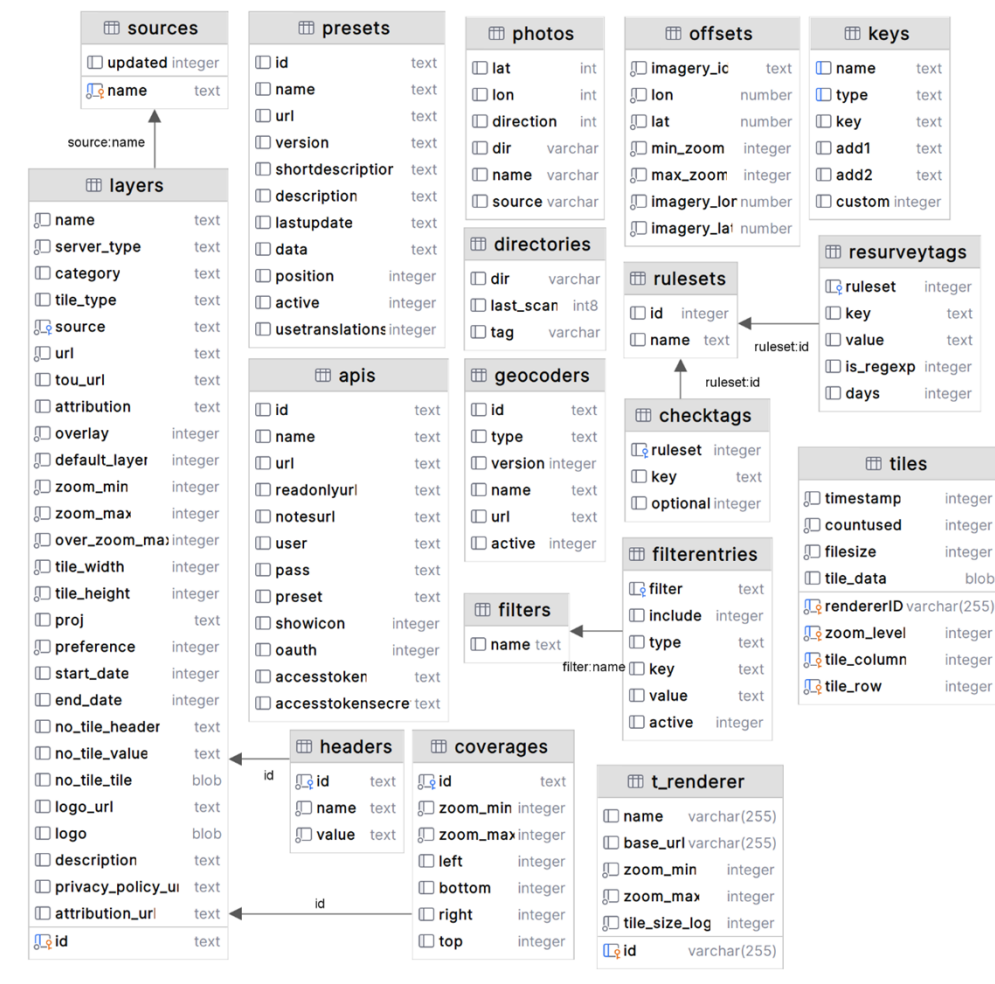 sources
updated integer
name text
source:name
layers
name text
server_type text
category text
tile_type text
source text
url text
tou_url text
attribution text
overlay integer
default_layer integer
zoom_min integer
zoom_max integer
over_zoom_max integer
tile_width integer
tile_height integer
proj text
preference integer
start_date integer
end_date integer
no_tile_header text
no_tile_value text
no_tile_tile blob
logo_url text
logo blob
description text
privacy_policy_u text
attribution_url text
id text
presets
id text
name text
url text
version text
shortdescription text
description text
lastupdate text
data text
position integer
active integer
usetranslations integer
apis
id text
name text
url text
readonlyurl text
notesurl text
user text
pass text
preset text
showicon integer
oauth integer
accesstoken text
accesstokensecre text
headers
id text
name text
value text
id
coverages
id text
zoom_min integer
zoom_max integer
left integer
bottom integer
right integer
top integer
id
photos
lat int
lon int
direction int
dir varchar
name varchar
source varchar
directories
dir varchar
last_scan int8
tag varchar
geocoders
id text
type text
version integer
name text
url text
active integer
filters
name text
filter:name
offsets
imagery_id text
lon number
lat number
min_zoom integer
max_zoom integer
imagery_lon number
imagery_lat number
rulesets
id integer
name text
ruleset:id
ruleset:id
checktags
ruleset integer
key text
optional integer
filterentries
filter text
include integer
type text
key text
value text
active integer
t_renderer
name varchar(255)
base_url varchar(255)
zoom_min integer
zoom_max integer
tile_size_log integer
id varchar(255)
keys
name text
type text
key text
add1 text
add2 text
custom integer
resurveytags
ruleset integer
key text
value text
is_regexp integer
days integer
tiles
timestamp integer
countused integer
filesize integer
tile_data blob
rendererID varchar(255)
zoom_level integer
tile_column integer
tile_row integer